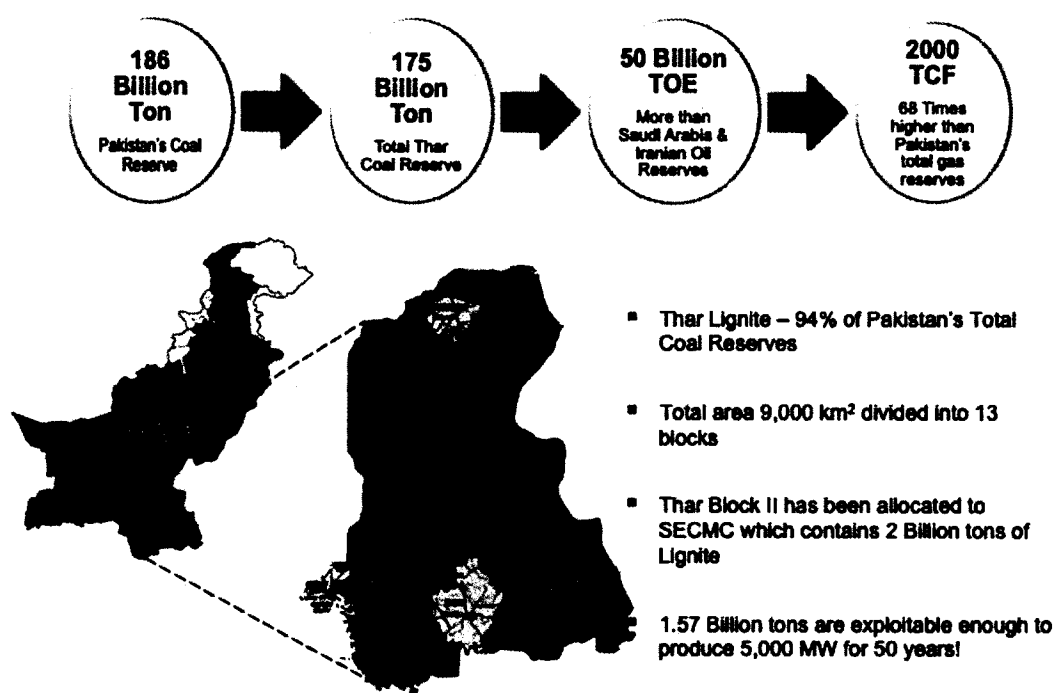 186
Billion
Ton
Pakistan's Coal
Reserve
175
Billion
Ton
Total Thar
Coal Reserve
50 Billion
TOE
More than
Saudi Arabia &
Iranian Oil
Reserves
2000
TCF
68 Times
higher than
Pakistan's
total gas
reserves
▪ Thar Lignite – 94% of Pakistan's Total
Coal Reserves
▪ Total area 9,000 km² divided into 13
blocks
▪ Thar Block II has been allocated to
SECMC which contains 2 Billion tons of
Lignite
▪ 1.57 Billion tons are exploitable enough to
produce 5,000 MW for 50 years!